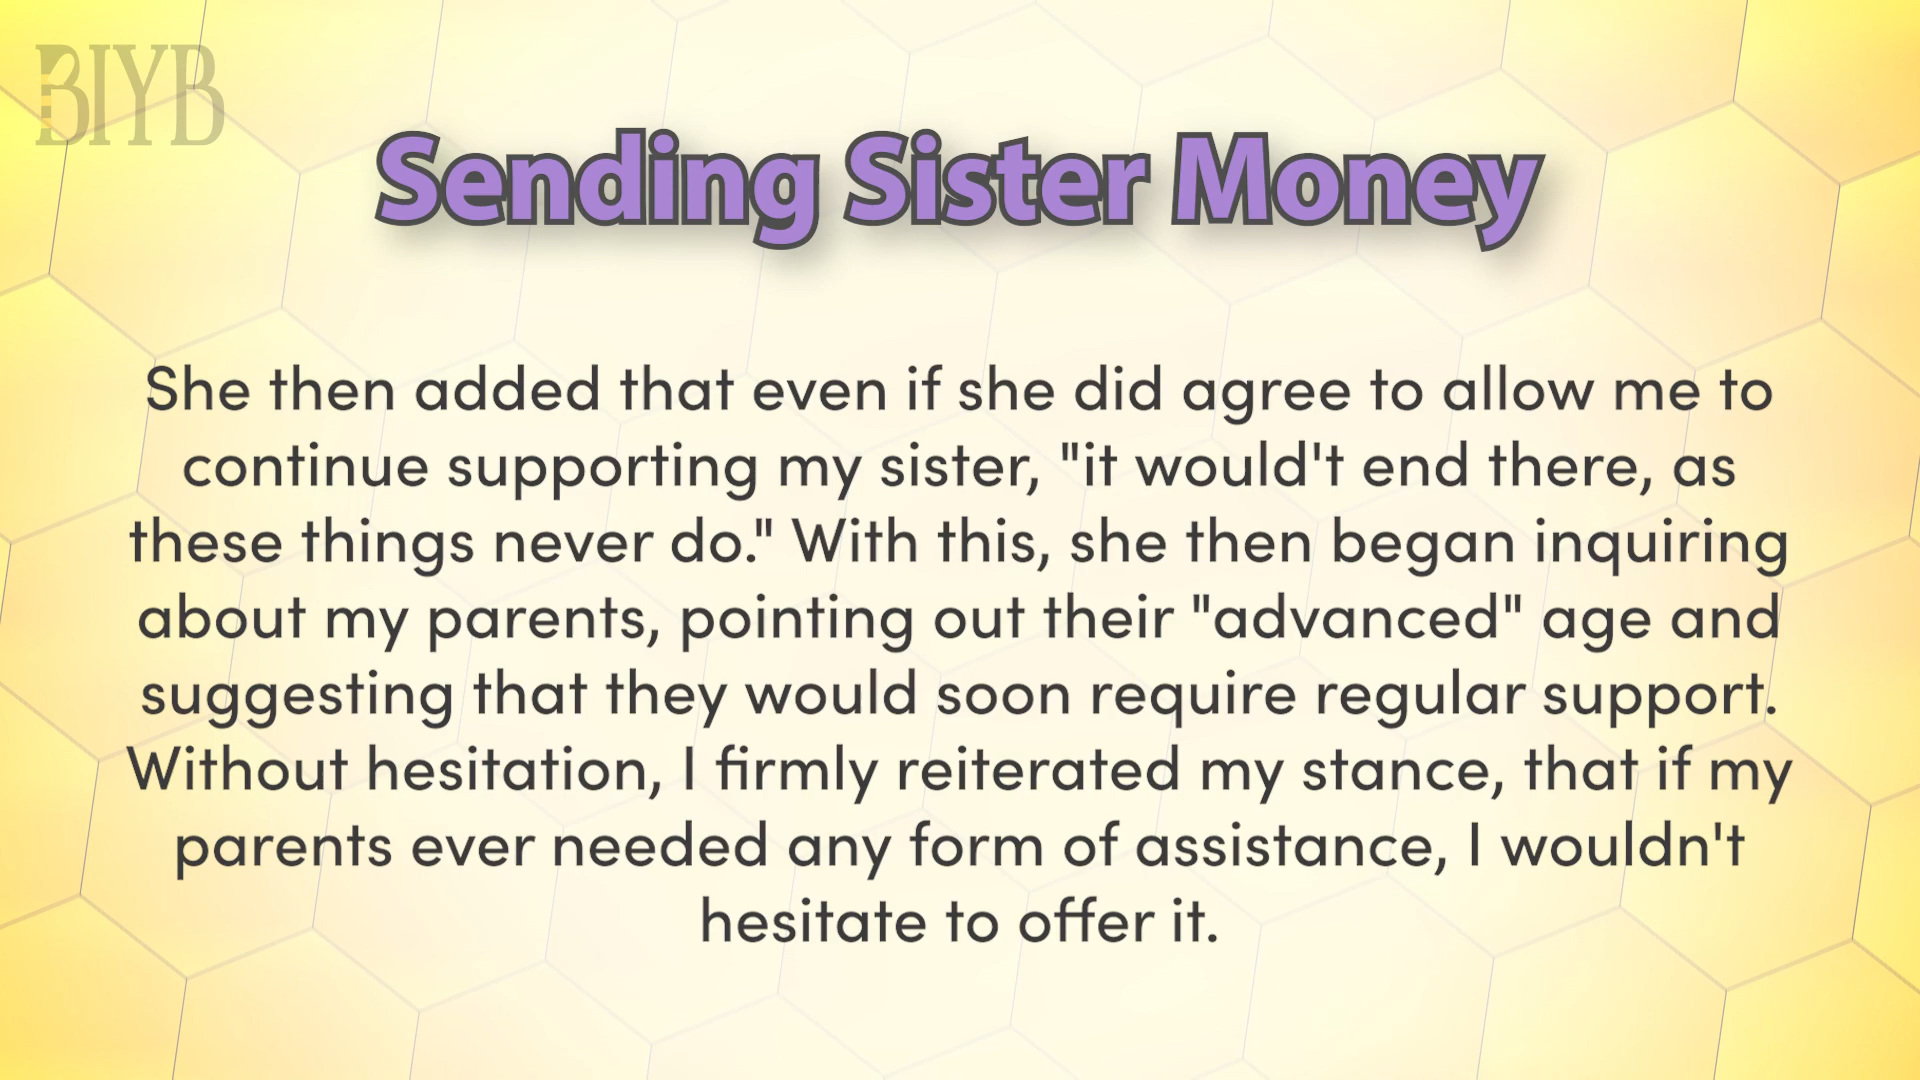 BIYB
Sending Sister Money
She then added that even if she did agree to allow me to
continue supporting my sister, "it would't end there, as
these things never do." With this, she then began inquiring
about my parents, pointing out their "advanced" age and
suggesting that they would soon require regular support.
Without hesitation, I firmly reiterated my stance, that if my
parents ever needed any form of assistance, I wouldn't
hesitate to offer it.